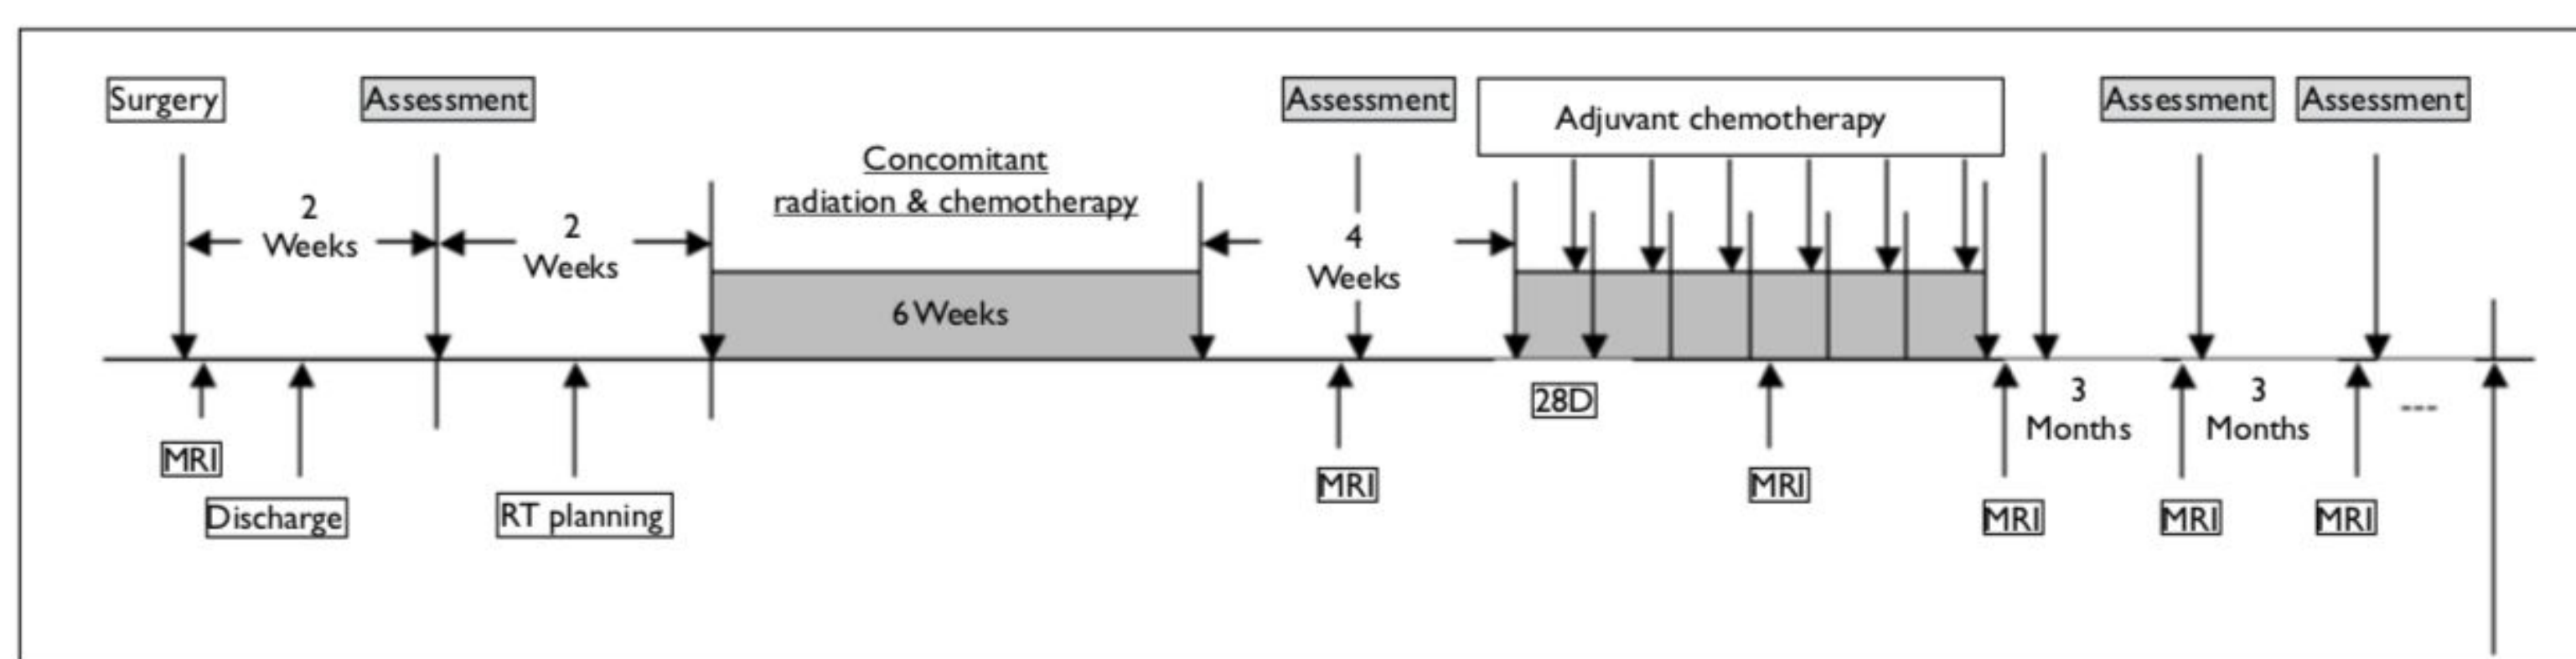 Surgery
Assessment
Assessment
Adjuvant chemotherapy
Assessment
Assessment
Concomitant
radiation & chemotherapy
2
Weeks
2
Weeks
4
Weeks
6 Weeks
28D
3
Months
3
Months
---
MRI
Discharge
RT planning
MRI
MRI
MRI
MRI
MRI